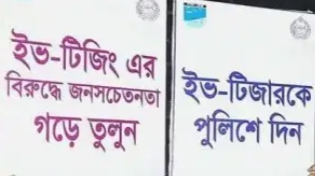 ইভ-টিজিং এর
বিরুদ্ধে জনসচেতনতা
গড়ে তুলুন
ইভ-টিজারকে
পুলিশে দিন